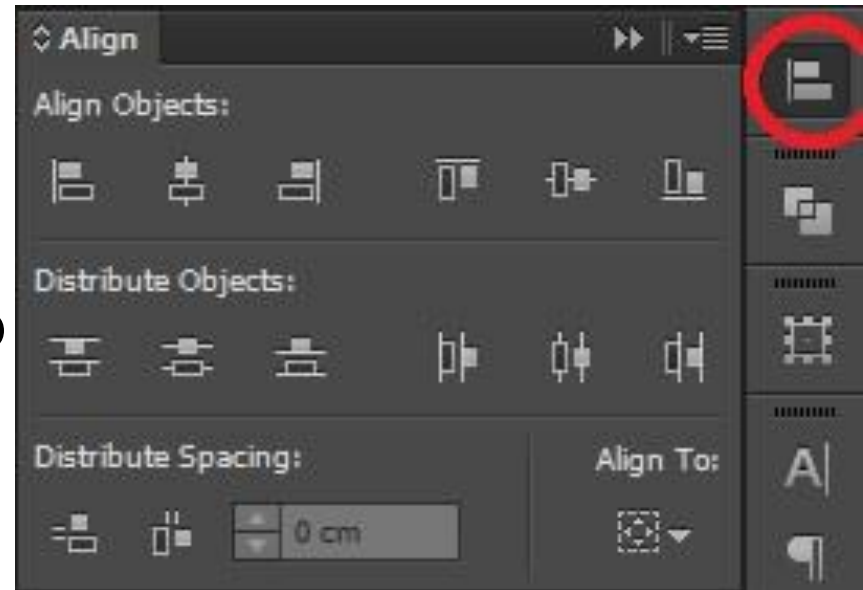 Align
Align Objects:
Distribute Objects:
Distribute Spacing:
Align To:
0 cm
A